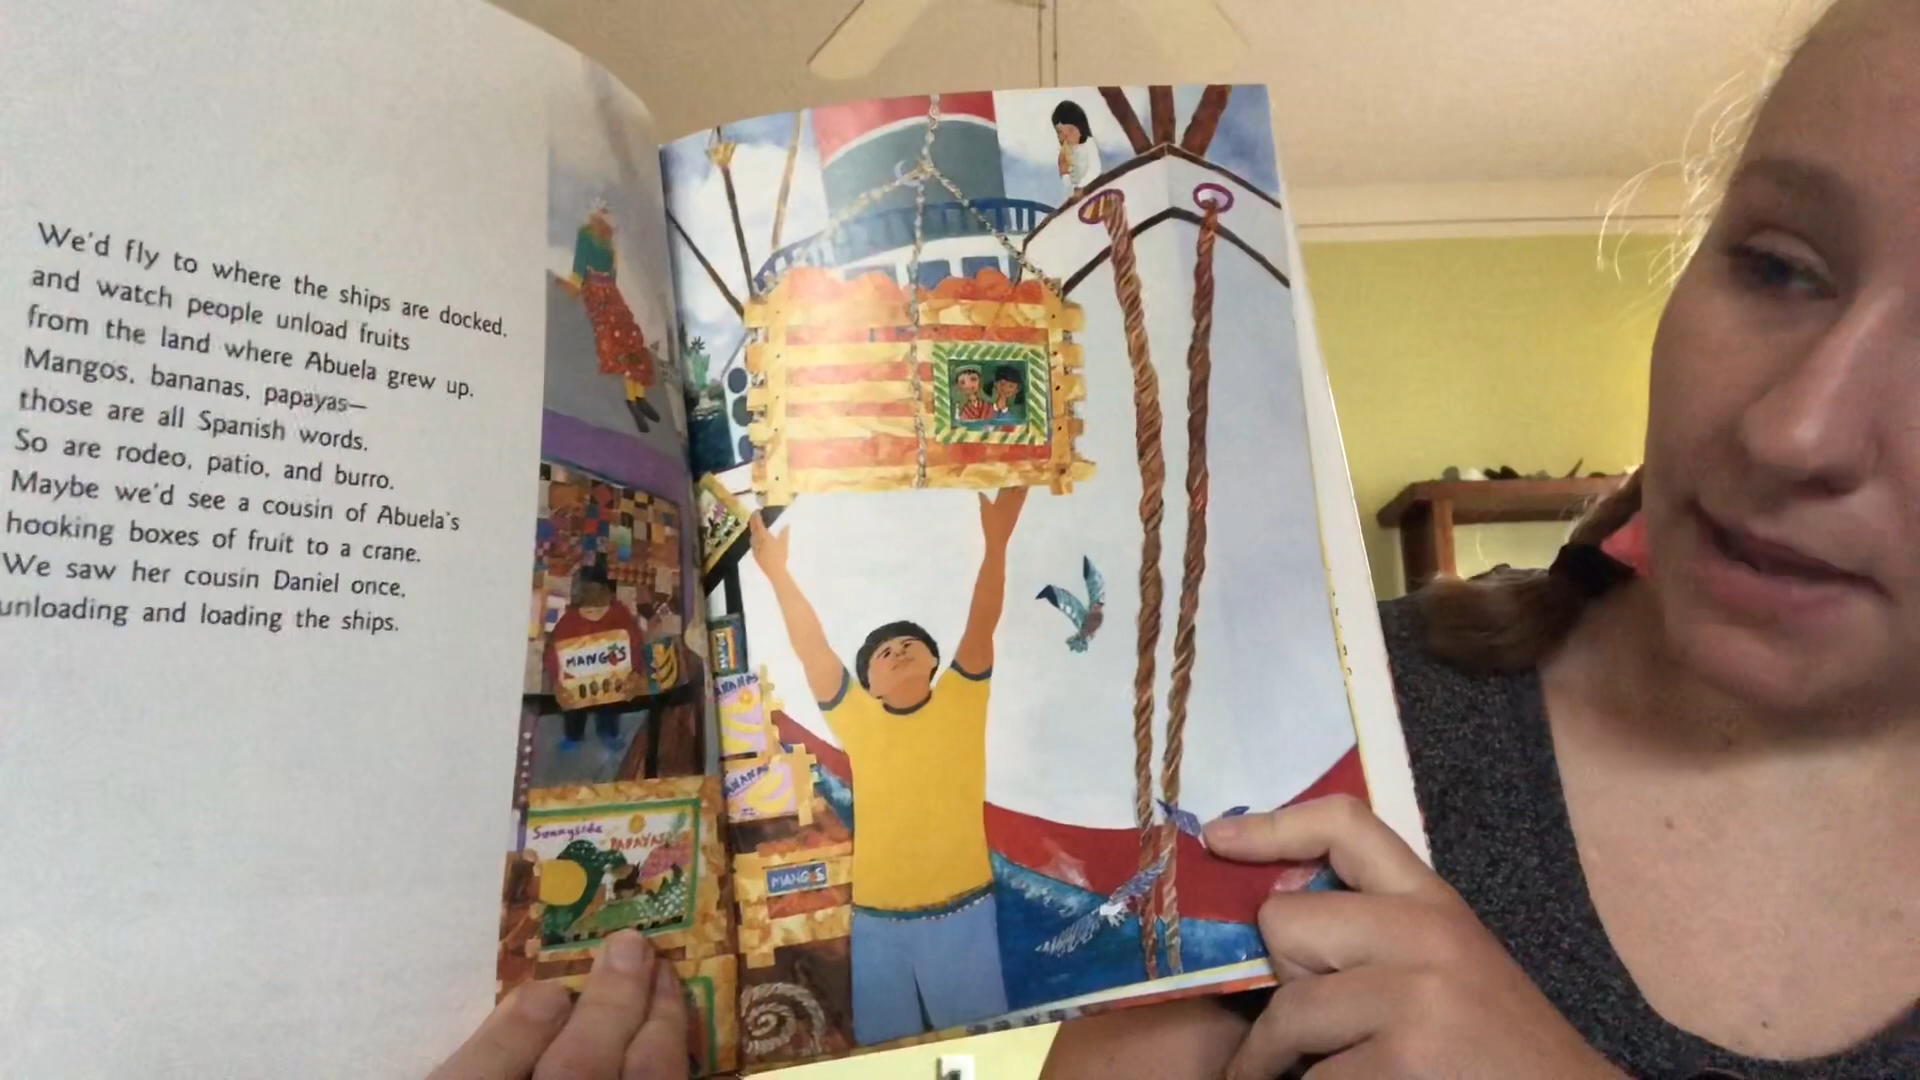 We'd fly to where the ships are docked,
and watch people unload fruits
from the land where Abuela grew up.
Mangos, bananas, papayas—
those are all Spanish words.
So are rodeo, patio, and burro.
Maybe we'd see a cousin of Abuela's
hooking boxes of fruit to a crane.
We saw her cousin Daniel once,
unloading and loading the ships.
MANGOS
ANANAS
ANANAS
Sunnyside
PAPAYAS
MANGOS